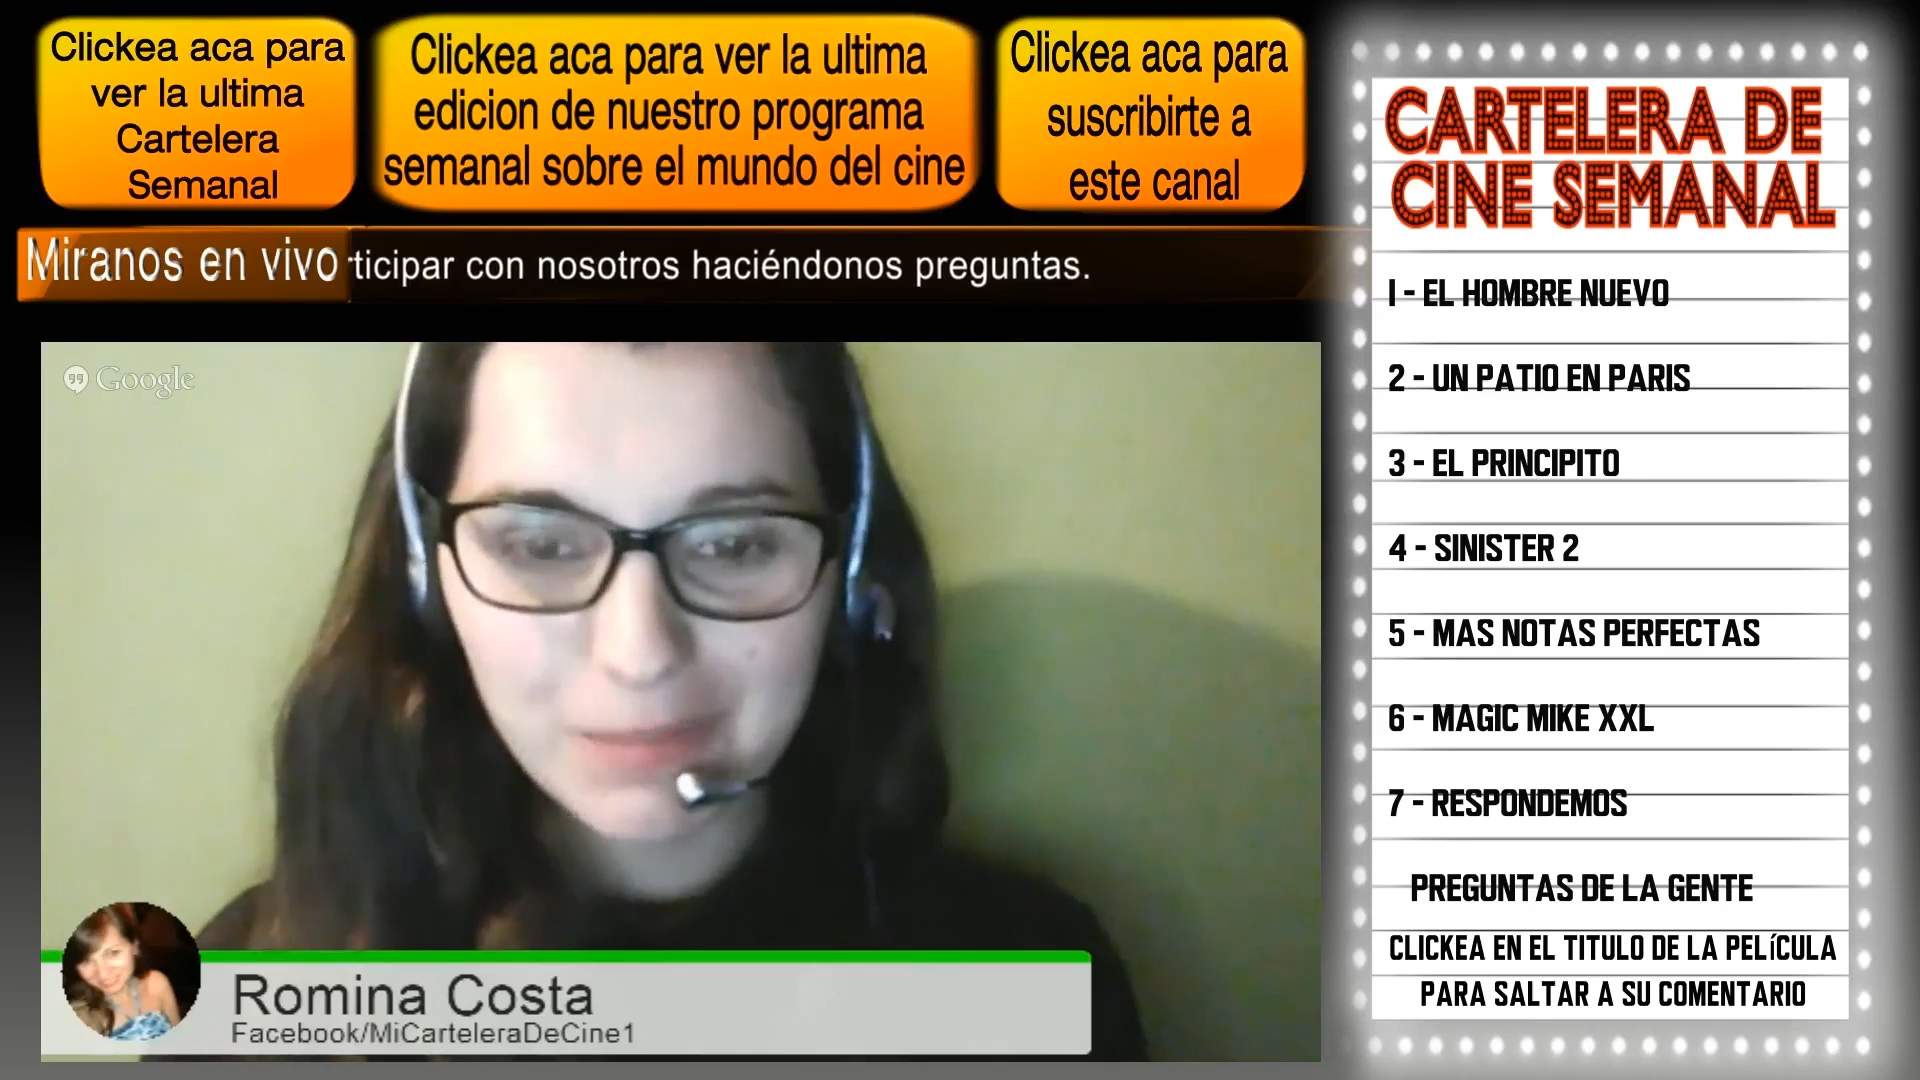 Clickea aca para
ver la ultima
Cartelera
Semanal
Clickea aca para ver la ultima
edicion de nuestro programa
semanal sobre el mundo del cine
Clickea aca para
suscribirte a
este canal
Miranos en vivo
ticipar con nosotros haciéndonos preguntas.
Google
Romina Costa
Facebook/MiCarteleraDeCine1
CARTELERA DE
CINE SEMANAL
1 - EL HOMBRE NUEVO
2 - UN PATIO EN PARIS
3 - EL PRINCIPITO
4 - SINISTER 2
5 - MAS NOTAS PERFECTAS
6 - MAGIC MIKE XXL
7 - RESPONDEMOS
PREGUNTAS DE LA GENTE
CLICKEA EN EL TITULO DE LA PELíCULA
PARA SALTAR A SU COMENTARIO